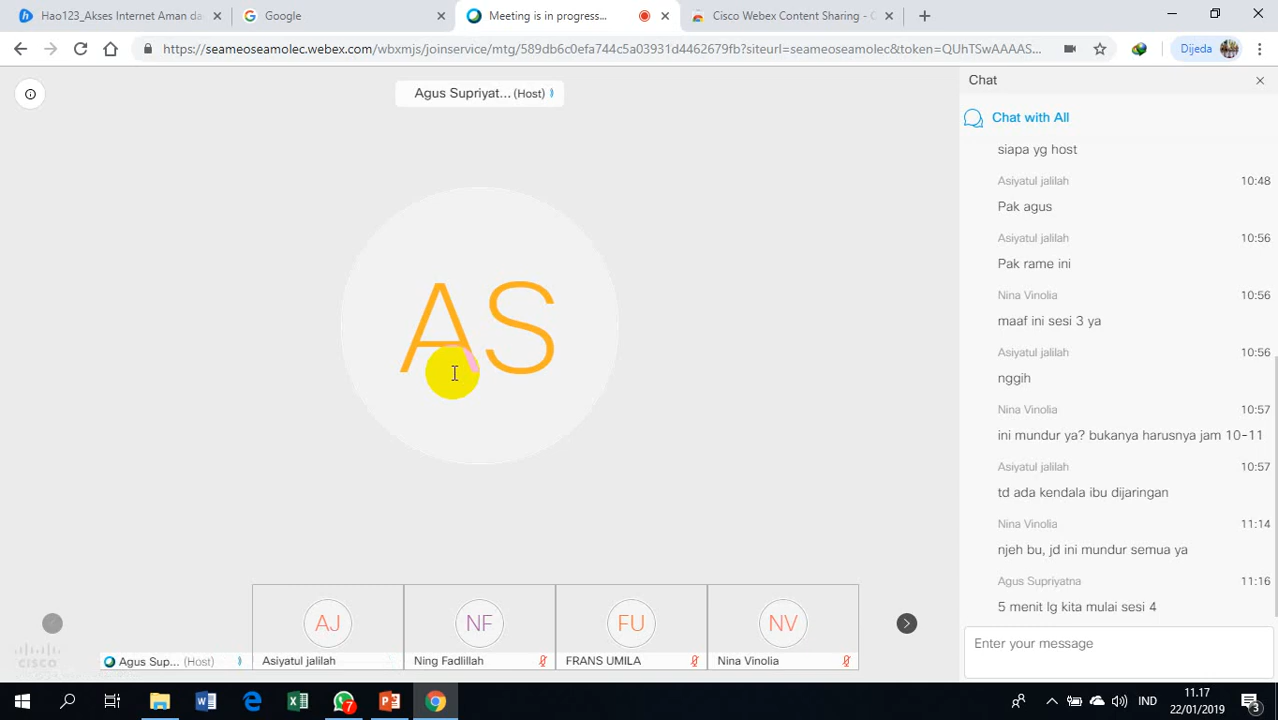 Hao123_Akses Internet Aman da
Google
Meeting is in progress...
Cisco Webex Content Sharing - C
https://seameoseamolec.webex.com/wbxmjs/joinservice/mtg/589db6c0efa744c5a03931d4462679fb?siteurl=seameoseamolec&token=QUhTSwAAAAS...
Dijeda
Agus Supriyat... (Host)
AS
Chat
Chat with All
siapa yg host
Asiyatul jalilah 10:48
Pak agus
Asiyatul jalilah 10:56
Pak rame ini
Nina Vinolia 10:56
maaf ini sesi 3 ya
Asiyatul jalilah 10:56
nggih
Nina Vinolia 10:57
ini mundur ya? bukanya harusnya jam 10-11
Asiyatul jalilah 10:57
td ada kendala ibu dijaringan
Nina Vinolia 11:14
njeh bu, jd ini mundur semua ya
Agus Supriyatna 11:16
5 menit lg kita mulai sesi 4
Enter your message
AJ
NF
FU
NV
cisco
Agus Sup... (Host)
Asiyatul jalilah
Ning Fadlillah
FRANS UMILA
Nina Vinolia
7
IND
11.17
22/01/2019
3